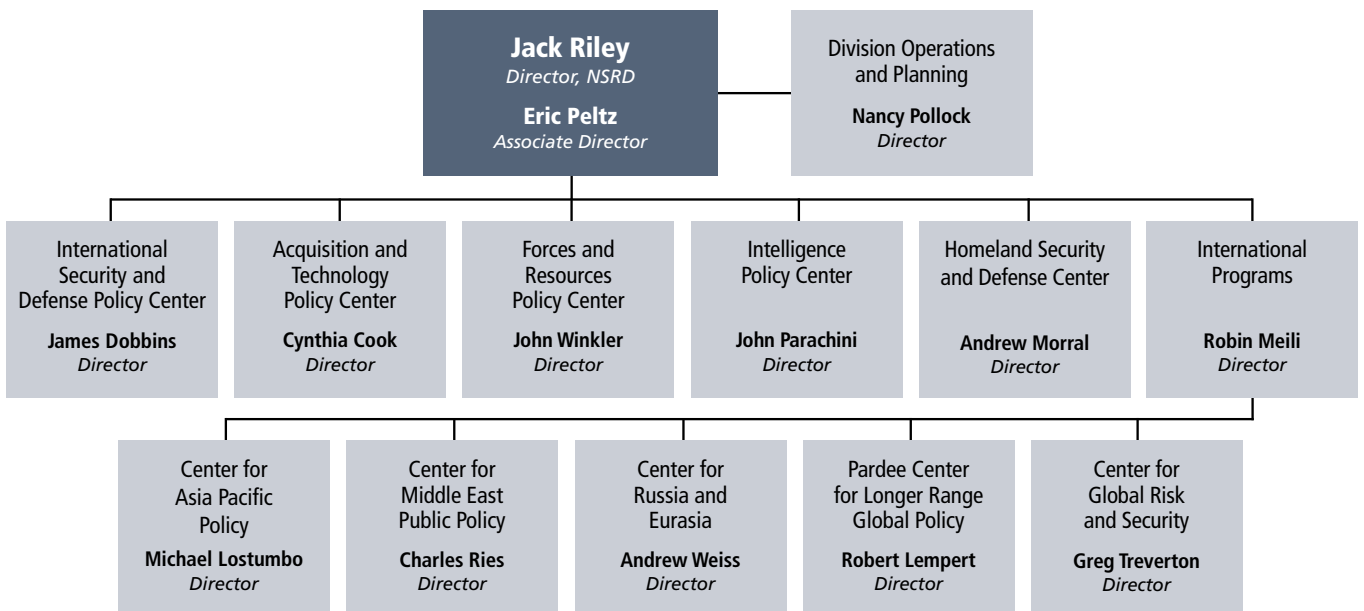 Jack Riley
Director, NSRD
Eric Peltz
Associate Director
Division Operations
and Planning
Nancy Pollock
Director
International
Security and
Defense Policy Center
James Dobbins
Director
Acquisition and
Technology
Policy Center
Cynthia Cook
Director
Forces and
Resources
Policy Center
John Winkler
Director
Intelligence
Policy Center
John Parachini
Director
Homeland Security
and Defense Center
Andrew Morral
Director
International
Programs
Robin Meili
Director
Center for
Asia Pacific
Policy
Michael Lostumbo
Director
Center for
Middle East
Public Policy
Charles Ries
Director
Center for
Russia and
Eurasia
Andrew Weiss
Director
Pardee Center
for Longer Range
Global Policy
Robert Lempert
Director
Center for
Global Risk
and Security
Greg Treverton
Director